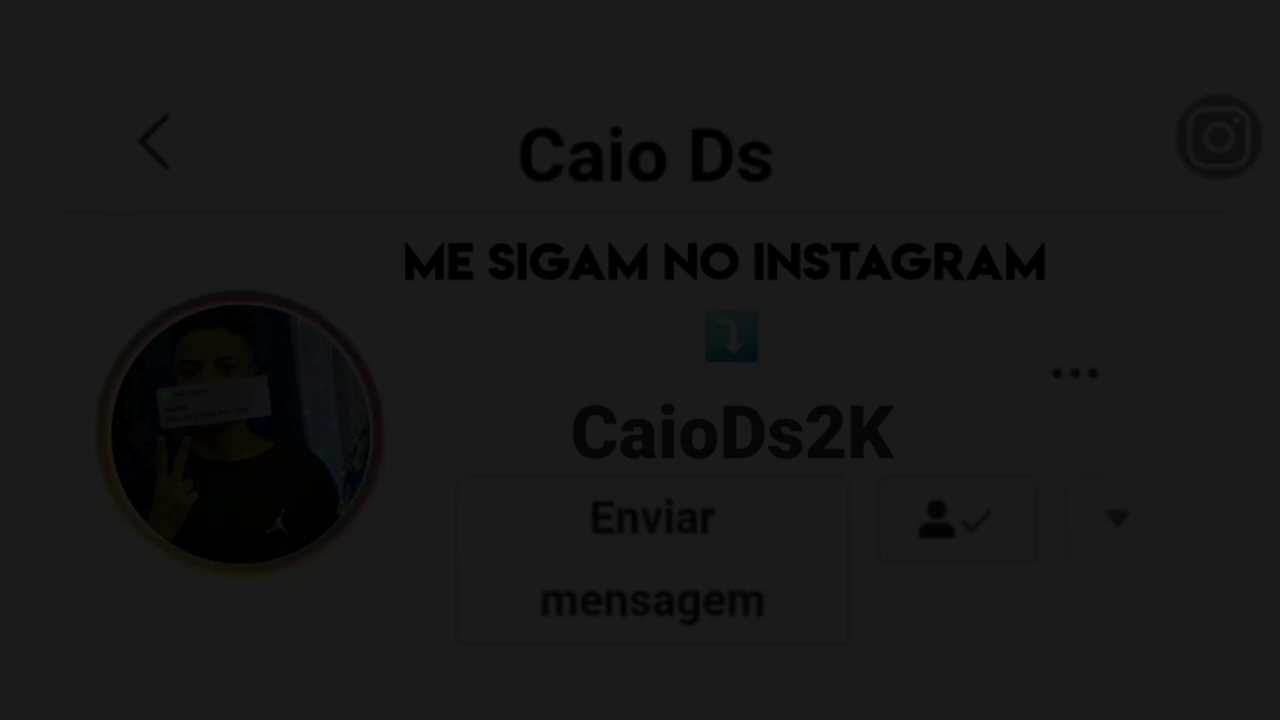 Caio Ds
ME SIGAM NO INSTAGRAM
CaioDs2K
Enviar
mensagem